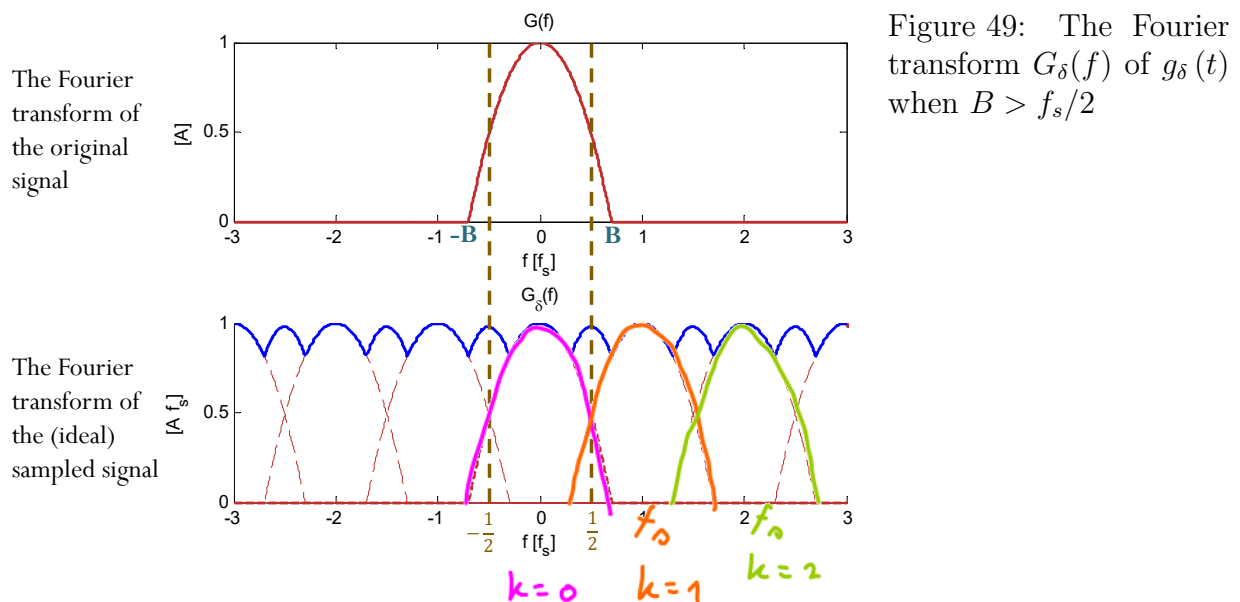 G(f)
The Fourier
transform of
the original
signal
[A]
1
0.5
0
-3
-2
-1
-B
0
B
1
2
3
f [f_s]
Figure 49: The Fourier
transform G_δ(f) of g_δ (t)
when B > f_s/2
G_δ(f)
The Fourier
transform of
the (ideal)
sampled signal
[A f_s]
1
0.5
0
-3
-2
-1
-1/2
0
1/2
1
2
3
f [f_s]
f_s
f_s
k=0
k=1
k=2